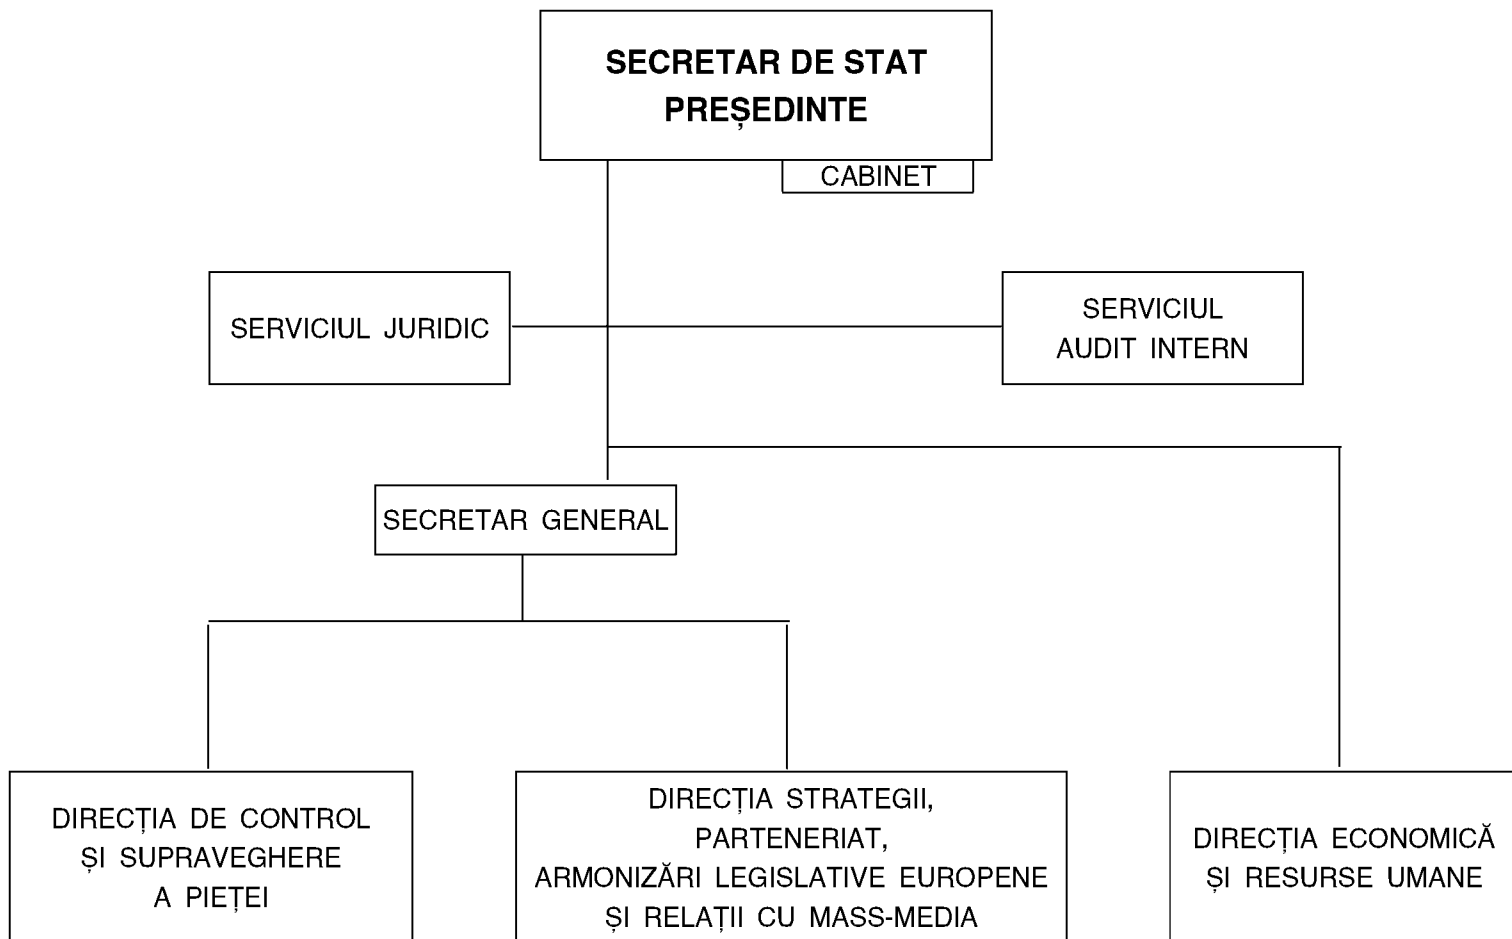 SECRETAR DE STAT
PREȘEDINTE
CABINET
SERVICIUL JURIDIC
SERVICIUL
AUDIT INTERN
SECRETAR GENERAL
DIRECȚIA DE CONTROL
ȘI SUPRAVEGHERE
A PIEȚEI
DIRECȚIA STRATEGII,
PARTENERIAT,
ARMONIZĂRI LEGISLATIVE EUROPENE
ȘI RELAȚII CU MASS-MEDIA
DIRECȚIA ECONOMICĂ
ȘI RESURSE UMANE